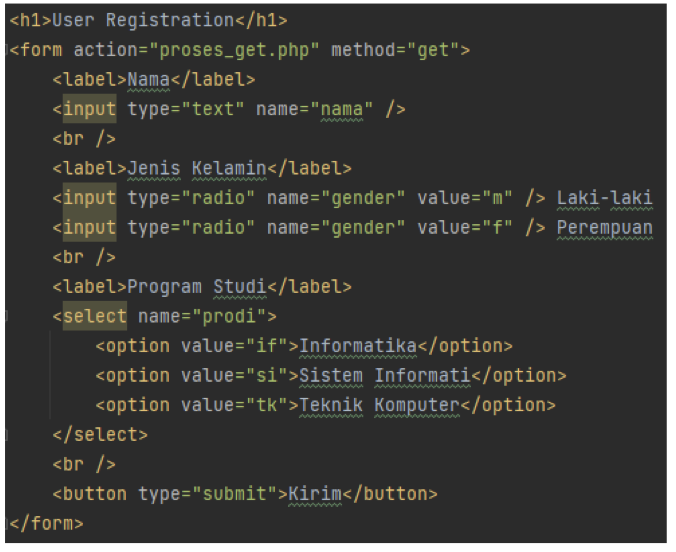 <h1>User Registration</h1>
<form action="proses_get.php" method="get">
    <label>Nama</label>
    <input type="text" name="nama" />
    <br />
    <label>Jenis Kelamin</label>
    <input type="radio" name="gender" value="m" /> Laki-laki
    <input type="radio" name="gender" value="f" /> Perempuan
    <br />
    <label>Program Studi</label>
    <select name="prodi">
        <option value="if">Informatika</option>
        <option value="si">Sistem Informati</option>
        <option value="tk">Teknik Komputer</option>
    </select>
    <br />
    <button type="submit">Kirim</button>
</form>